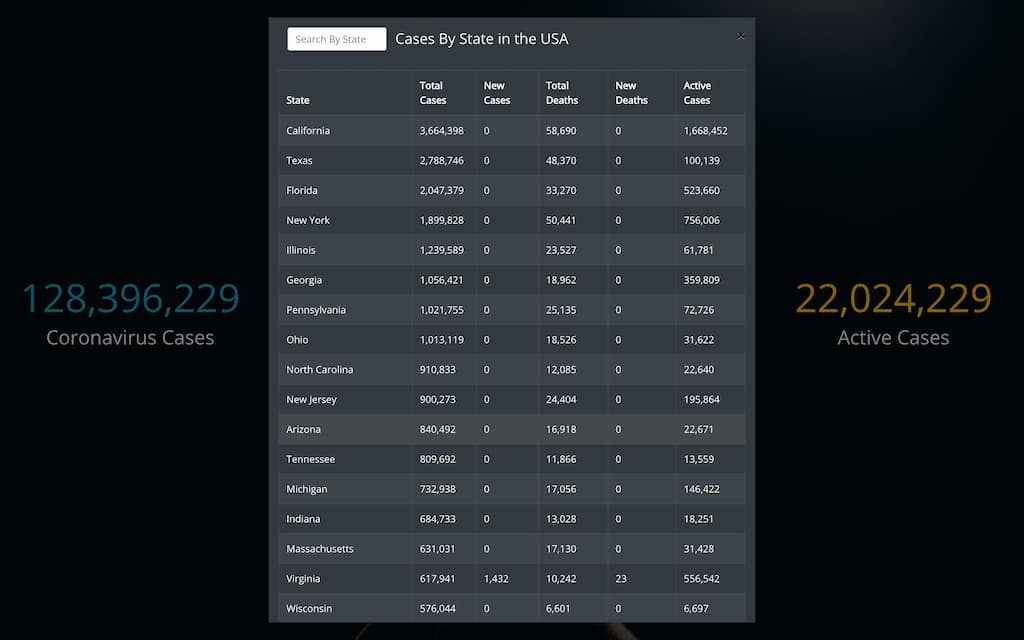 Search By State Cases By State in the USA ×
State Total Cases New Cases Total Deaths New Deaths Active Cases
California 3,664,398 0 58,690 0 1,668,452
Texas 2,788,746 0 48,370 0 100,139
Florida 2,047,379 0 33,270 0 523,660
New York 1,899,828 0 50,441 0 756,006
Illinois 1,239,589 0 23,527 0 61,781
Georgia 1,056,421 0 18,962 0 359,809
Pennsylvania 1,021,755 0 25,135 0 72,726
Ohio 1,013,119 0 18,526 0 31,622
North Carolina 910,833 0 12,085 0 22,640
New Jersey 900,273 0 24,404 0 195,864
Arizona 840,492 0 16,918 0 22,671
Tennessee 809,692 0 11,866 0 13,559
Michigan 732,938 0 17,056 0 146,422
Indiana 684,733 0 13,028 0 18,251
Massachusetts 631,031 0 17,130 0 31,428
Virginia 617,941 1,432 10,242 23 556,542
Wisconsin 576,044 0 6,601 0 6,697
128,396,229
Coronavirus Cases
22,024,229
Active Cases